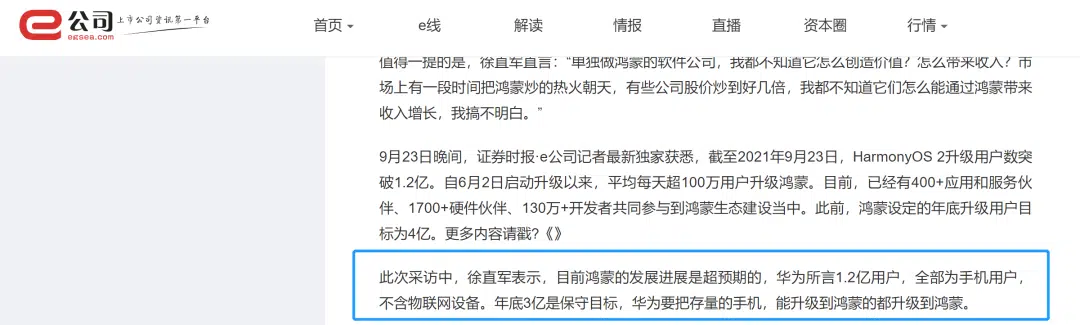 公司 上市公司资讯第一平台
egsea.com
首页 e线 解读 情报 直播 资本圈 行情
值得一提的是，徐直军直言：“单独做鸿蒙的软件公司，我都不知道它怎么创造价值？怎么带来收入？市
场上有一段时间把鸿蒙炒的热火朝天，有些公司股价炒到好几倍，我都不知道它们怎么能通过鸿蒙带来
收入增长，我搞不明白。”
9月23日晚间，证券时报·e公司记者最新独家获悉，截至2021年9月23日，HarmonyOS 2升级用户数突
破1.2亿。自6月2日启动升级以来，平均每天超100万用户升级鸿蒙。目前，已经有400+应用和服务伙
伴、1700+硬件伙伴、130万+开发者共同参与到鸿蒙生态建设当中。此前，鸿蒙设定的年底升级用户目
标为4亿。更多内容请戳?《》
此次采访中，徐直军表示，目前鸿蒙的发展进展是超预期的，华为所言1.2亿用户，全部为手机用户，
不含物联网设备。年底3亿是保守目标，华为要把存量的手机，能升级到鸿蒙的都升级到鸿蒙。